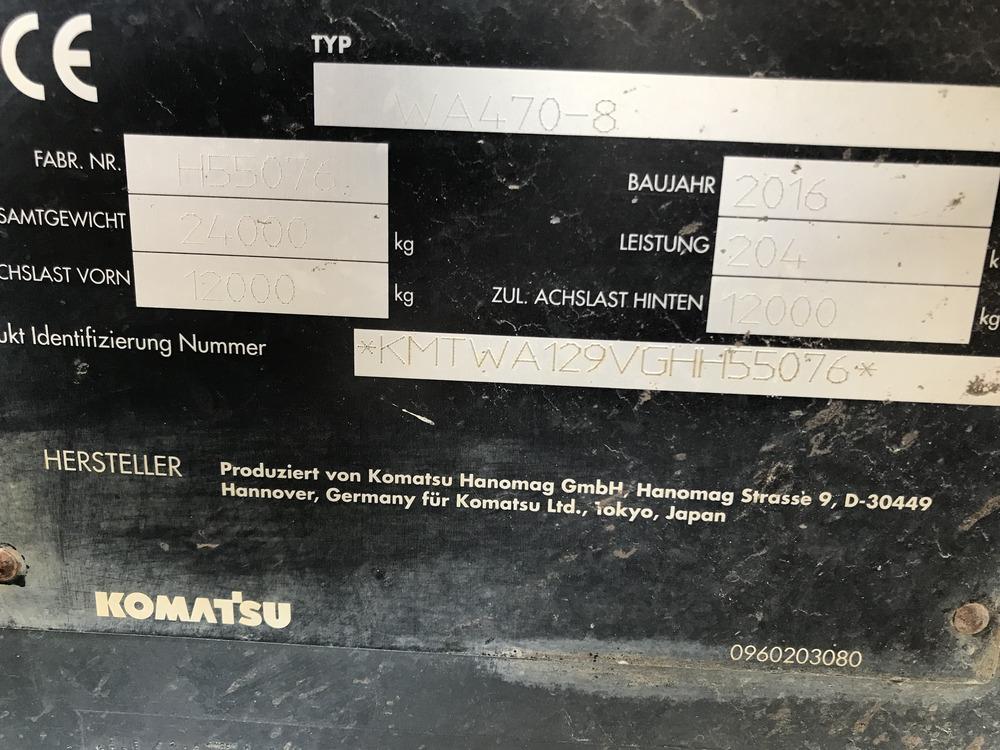 CE
TYP WA470-8
FABR. NR. H55076
BAUJAHR 2016
SAMTGEWICHT 24000 kg
LEISTUNG 204 k
CHSLAST VORN 12000 kg
ZUL. ACHSLAST HINTEN 12000 kg
ukt Identifizierung Nummer *KMTWA129VGHH55076*
HERSTELLER Produziert von Komatsu Hanomag GmbH, Hanomag Strasse 9, D-30449
Hannover, Germany für Komatsu Ltd., Tokyo, Japan
KOMATSU
0960203080